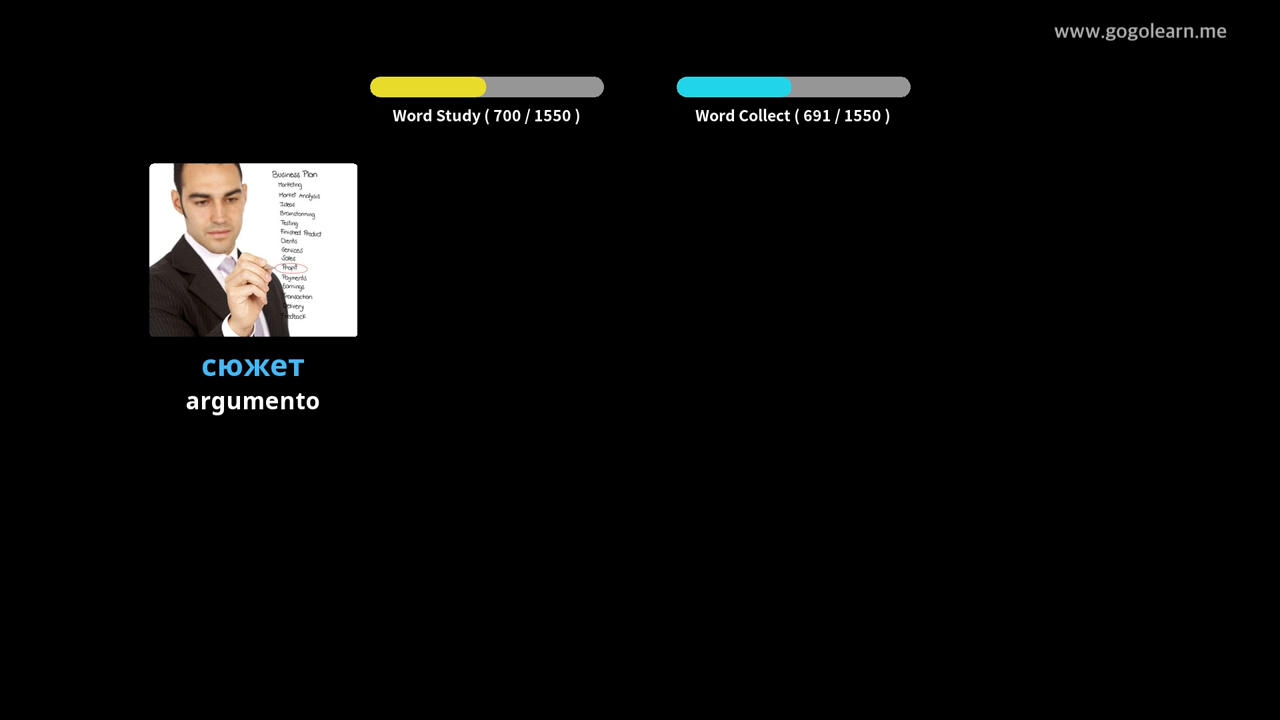 www.gogolearn.me
Word Study ( 700 / 1550 )
Word Collect ( 691 / 1550 )
Business Plan
Marketing
Market Analysis
Ideas
Brainstorming
Testing
Finished Product
Clients
Services
Sales
Profit
Payments
Earnings
Transaction
Delivery
Feedback
сюжет
argumento